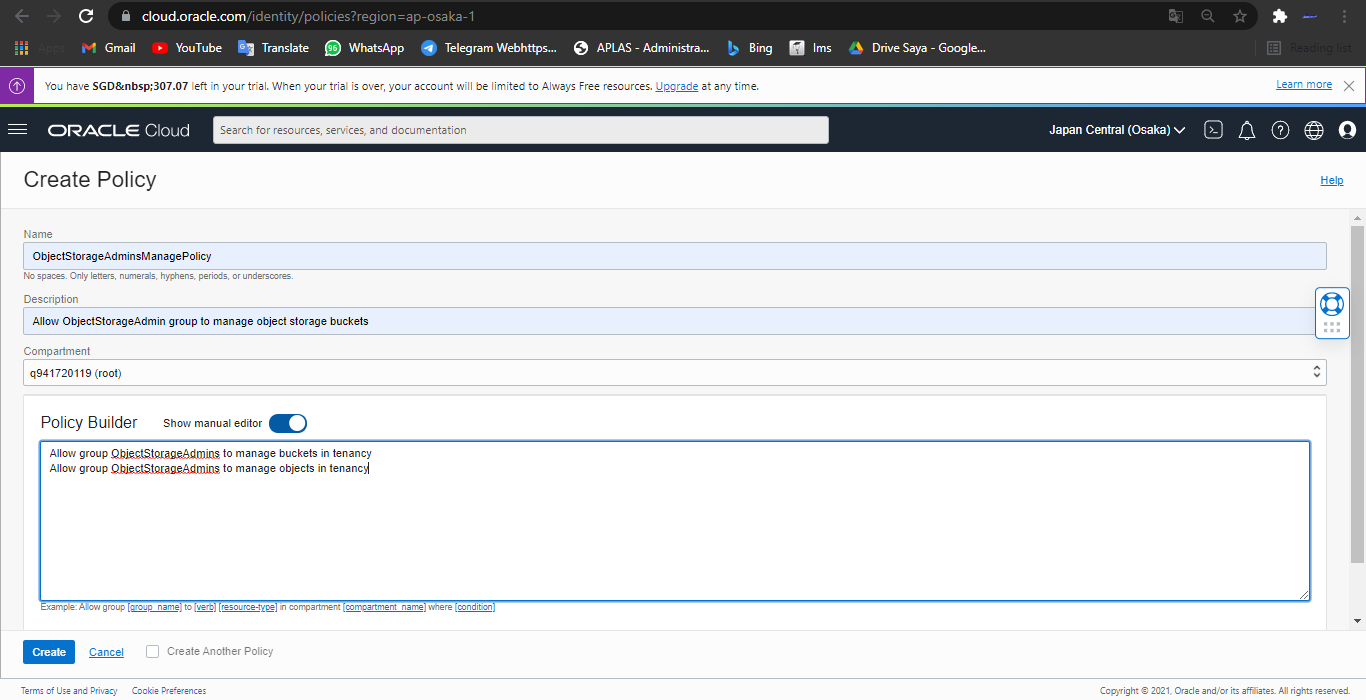 cloud.oracle.com/identity/policies?region=ap-osaka-1
Apps Gmail YouTube Translate 96 WhatsApp Telegram Webhttps... APLAS - Administra... Bing Ims Drive Saya - Google... Reading list
You have SGD&nbsp;307.07 left in your trial. When your trial is over, your account will be limited to Always Free resources. Upgrade at any time. Learn more
ORACLE Cloud Search for resources, services, and documentation Japan Central (Osaka)
Create Policy Help
Name
ObjectStorageAdminsManagePolicy
No spaces. Only letters, numerals, hyphens, periods, or underscores.
Description
Allow ObjectStorageAdmin group to manage object storage buckets
Compartment
q941720119 (root)
Policy Builder Show manual editor
Allow group ObjectStorageAdmins to manage buckets in tenancy
Allow group ObjectStorageAdmins to manage objects in tenancy
Example: Allow group [group_name] to [verb] [resource-type] in compartment [compartment_name] where [condition]
Create Cancel Create Another Policy
Terms of Use and Privacy Cookie Preferences Copyright © 2021, Oracle and/or its affiliates. All rights reserved.